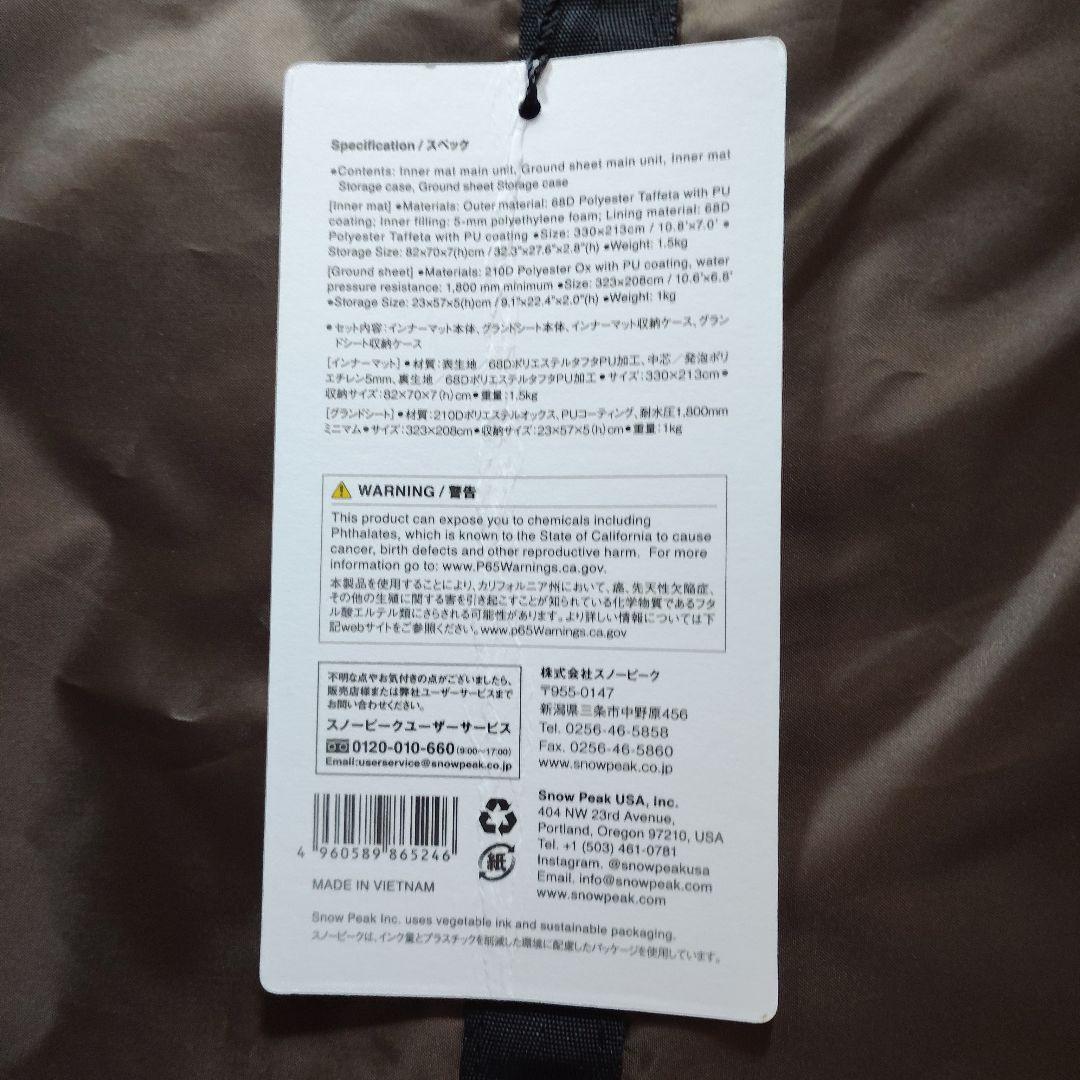 Specification / スペック
●Contents: Inner mat main unit, Ground sheet main unit, Inner mat
Storage case, Ground sheet Storage case
[Inner mat] ●Materials: Outer material: 68D Polyester Taffeta with PU
coating; Inner filling: 5-mm polyethylene foam; Lining material: 68D
Polyester Taffeta with PU coating ●Size: 330×213cm / 10.8'×7.0' ●
Storage Size: 82×70×7(h)cm / 32.3"×27.6"×2.8"(h) ●Weight: 1.5kg
[Ground sheet] ●Materials: 210D Polyester Ox with PU coating, water
pressure resistance: 1,800 mm minimum ●Size: 323×208cm / 10.6'×6.8'
●Storage Size: 23×57×5(h)cm / 9.1"×22.4"×2.0"(h) ●Weight: 1kg
●セット内容：インナーマット本体、グランドシート本体、インナーマット収納ケース、グラン
ドシート収納ケース
[インナーマット]●材質：表生地／68DポリエステルタフタPU加工、中芯／発泡ポリ
エチレン5mm、裏生地／68DポリエステルタフタPU加工●サイズ：330×213cm●
収納サイズ：82×70×7(h)cm●重量：1.5kg
[グランドシート]●材質：210Dポリエステルオックス、PUコーティング、耐水圧1,800mm
ミニマム●サイズ：323×208cm●収納サイズ：23×57×5(h)cm●重量：1kg
WARNING / 警告
This product can expose you to chemicals including
Phthalates, which is known to the State of California to cause
cancer, birth defects and other reproductive harm. For more
information go to: www.P65Warnings.ca.gov.
本製品を使用することにより、カリフォルニア州において、癌、先天性欠陥症、
その他の生殖に関する害を引き起こすことが知られている化学物質であるフタ
ル酸エルテル類にさらされる可能性があります。より詳しい情報については下
記webサイトをご参照ください。www.p65Warnings.ca.gov
不明な点やお気付きの点がございましたら、
販売店様または弊社ユーザーサービスまで
お問い合わせください。
スノーピークユーザーサービス
0120-010-660(9:00〜17:00)
Email:userservice@snowpeak.co.jp
株式会社スノーピーク
〒955-0147
新潟県三条市中野原456
Tel. 0256-46-5858
Fax. 0256-46-5860
www.snowpeak.co.jp
4 960589 865246
MADE IN VIETNAM
紙
Snow Peak USA, Inc.
404 NW 23rd Avenue,
Portland, Oregon 97210, USA
Tel. +1 (503) 461-0781
Instagram. @snowpeakusa
Email. info@snowpeak.com
www.snowpeak.com
Snow Peak Inc. uses vegetable ink and sustainable packaging.
スノーピークは、インク量とプラスチックを削減した環境に配慮したパッケージを使用しています。